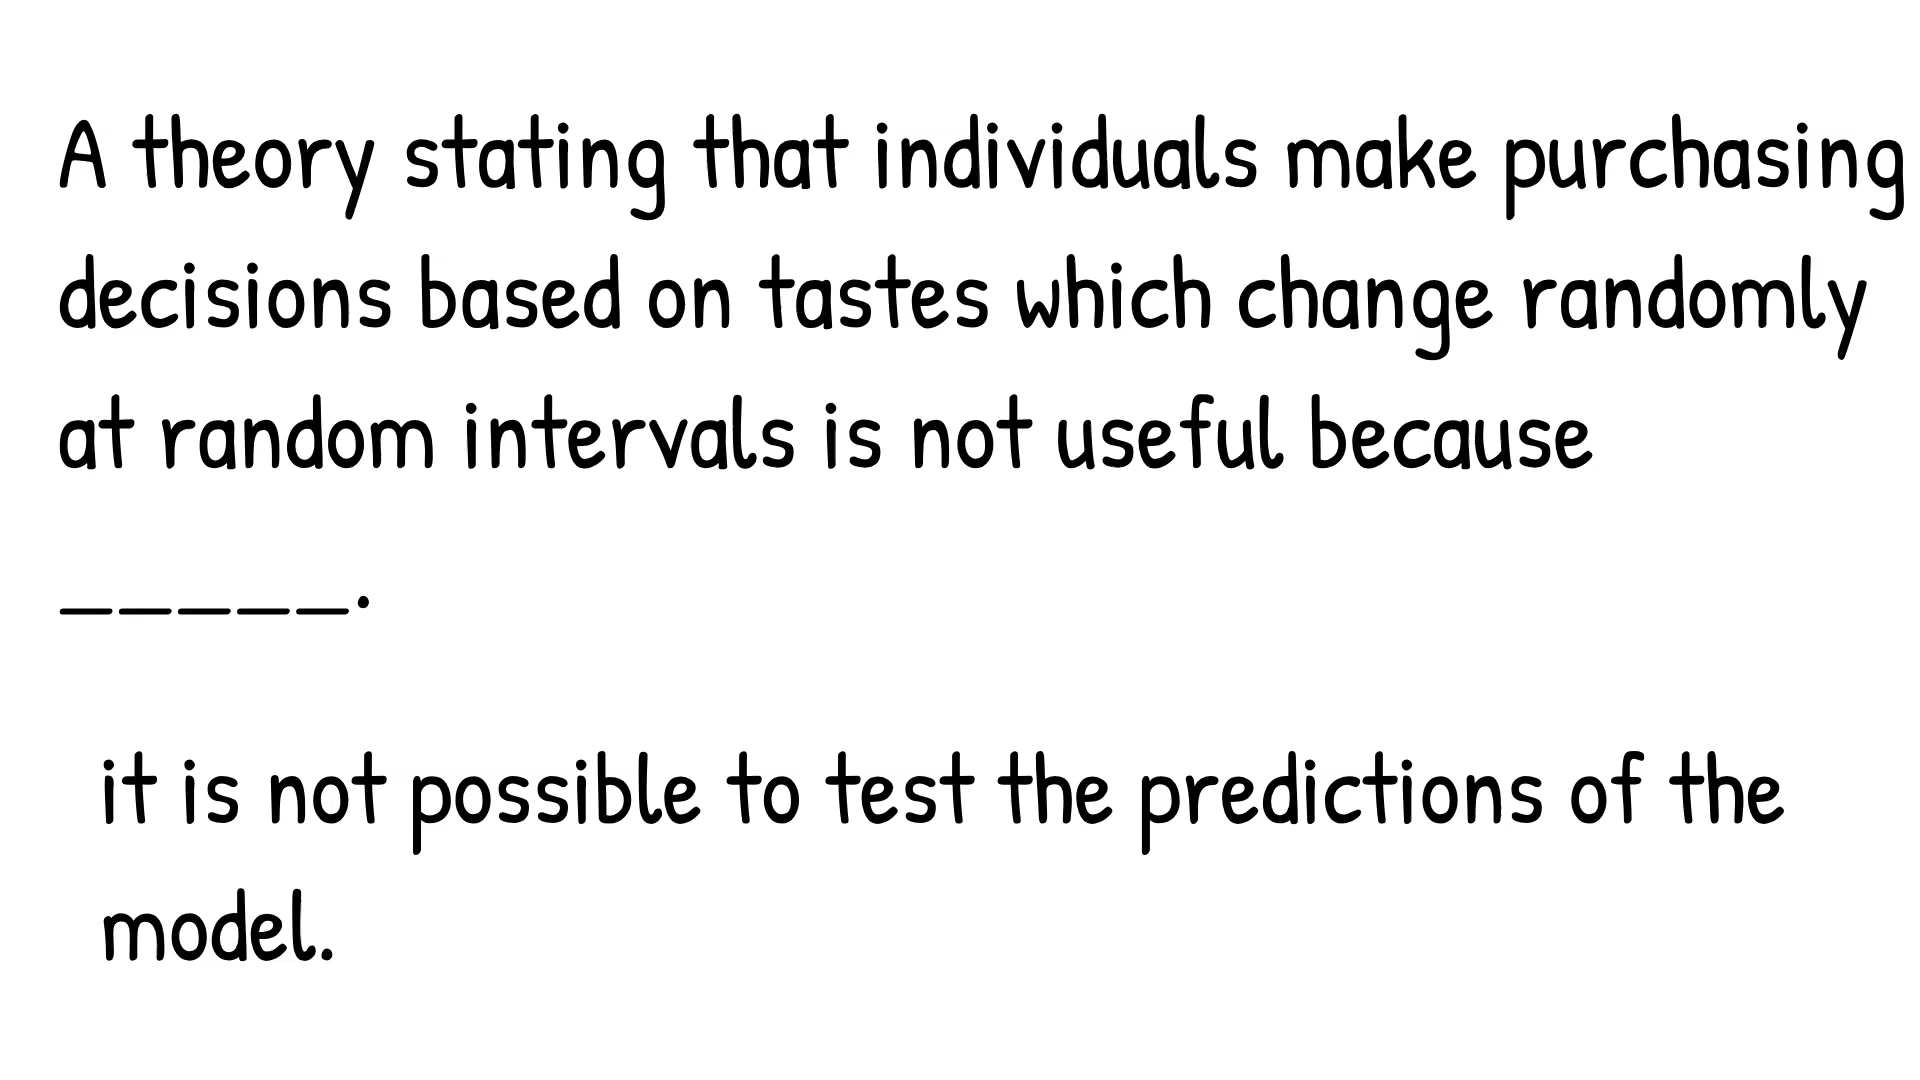 A theory stating that individuals make purchasing
decisions based on tastes which change randomly
at random intervals is not useful because
_____.
it is not possible to test the predictions of the
model.